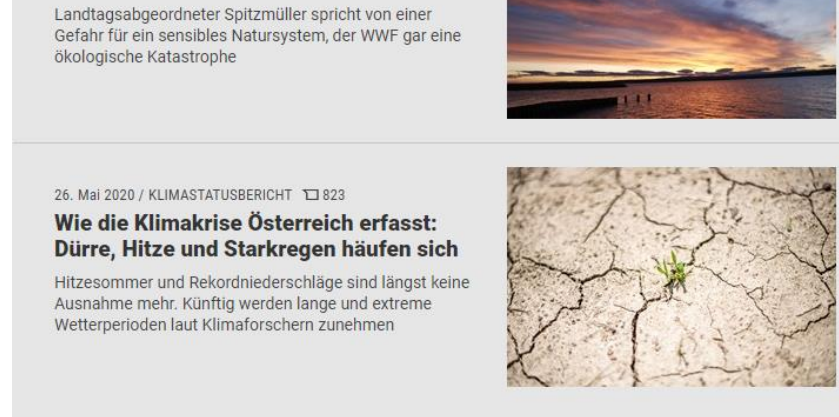 Landtagsabgeordneter Spitzmüller spricht von einer
Gefahr für ein sensibles Natursystem, der WWF gar eine
ökologische Katastrophe
26. Mai 2020 / KLIMASTATUSBERICHT 823
Wie die Klimakrise Österreich erfasst:
Dürre, Hitze und Starkregen häufen sich
Hitzesommer und Rekordniederschläge sind längst keine
Ausnahme mehr. Künftig werden lange und extreme
Wetterperioden laut Klimaforschern zunehmen